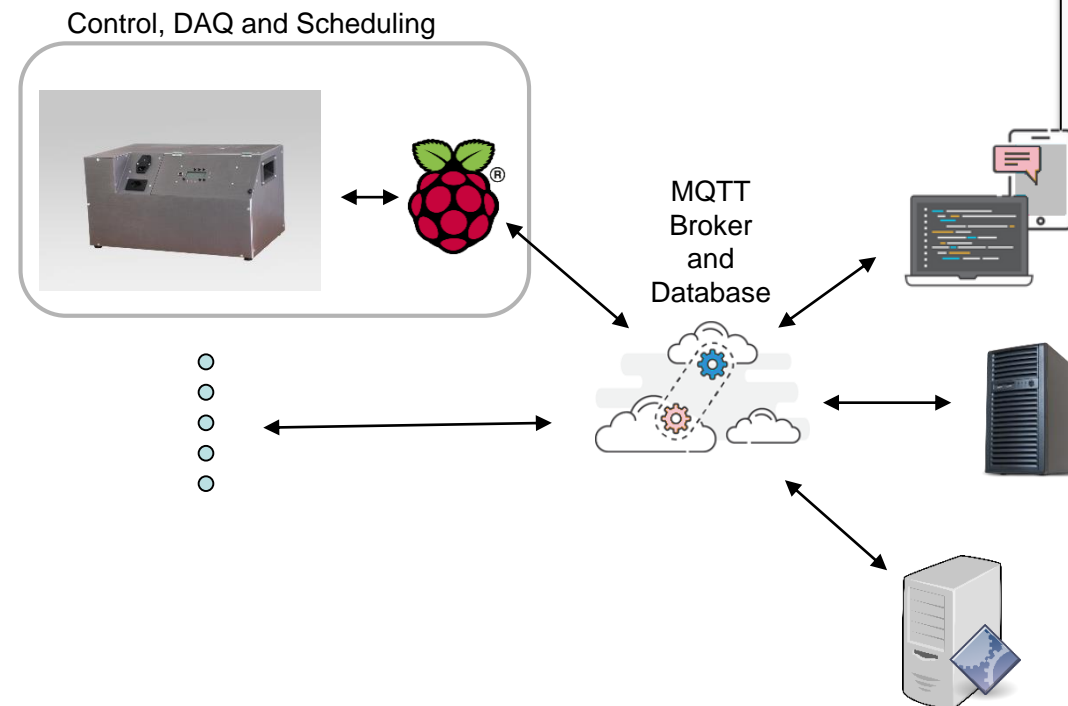 Control, DAQ and Scheduling
®
MQTT
Broker
and
Database